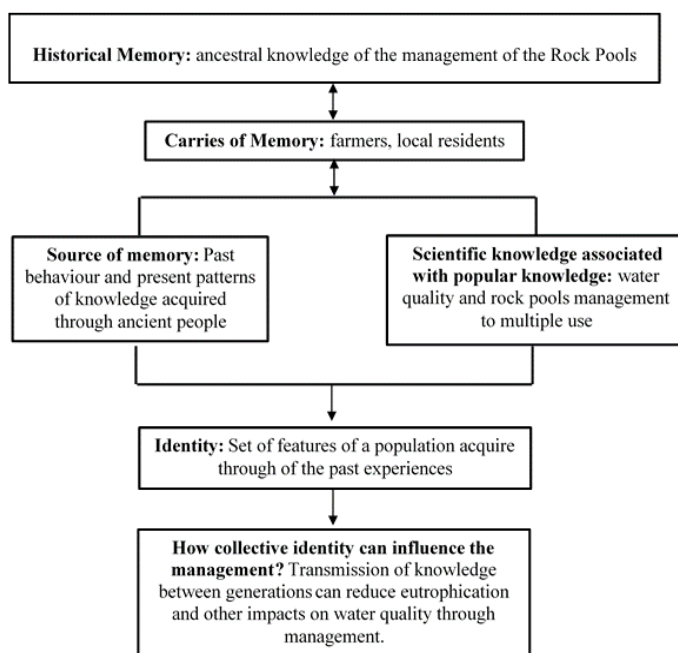 Historical Memory: ancestral knowledge of the management of the Rock Pools
Carries of Memory: farmers, local residents
Source of memory: Past
behaviour and present patterns
of knowledge acquired
through ancient people
Scientific knowledge associated
with popular knowledge: water
quality and rock pools management
to multiple use
Identity: Set of features of a population acquire
through of the past experiences
How collective identity can influence the
management? Transmission of knowledge
between generations can reduce eutrophication
and other impacts on water quality through
management.